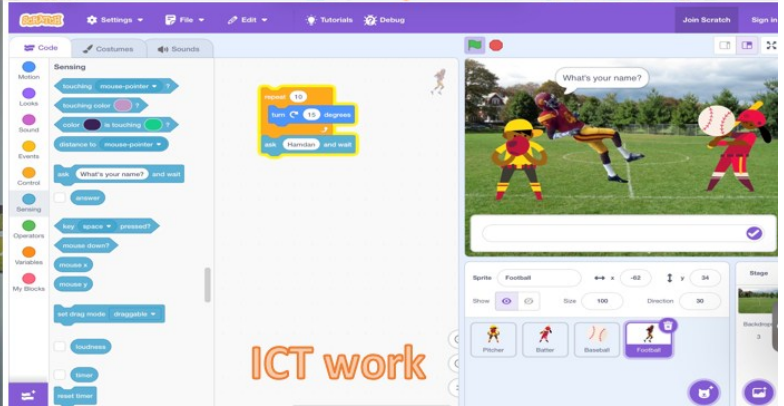 SCRATCH Settings File Edit Tutorials Debug Join Scratch Sign in
Code Costumes Sounds
Motion
Looks
Sound
Events
Control
Sensing
Operators
Variables
My Blocks
Sensing
touching mouse-pointer ?
touching color ?
color is touching ?
distance to mouse-pointer
ask What's your name? and wait
answer
key space pressed?
mouse down?
mouse x
mouse y
set drag mode draggable
loudness
timer
reset timer
repeat 10
turn 15 degrees
ask Hamdan and wait
ICT work
What's your name?
Sprite Football x -62 y 34
Show Size 100 Direction 30
Pitcher Batter Baseball Football
Stage
3